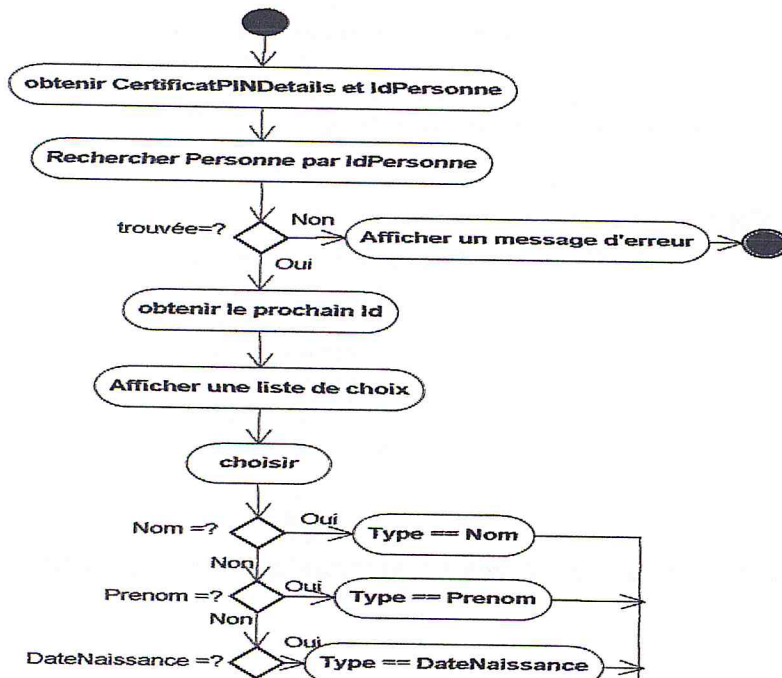 obtenir CertificatPINDetails et IdPersonne
Rechercher Personne par IdPersonne
trouvée=?
Non
Afficher un message d'erreur
Oui
obtenir le prochain Id
Afficher une liste de choix
choisir
Nom =?
Oui
Type == Nom
Non
Prenom =?
Oui
Type == Prenom
Non
DateNaissance =?
Oui
Type == DateNaissance